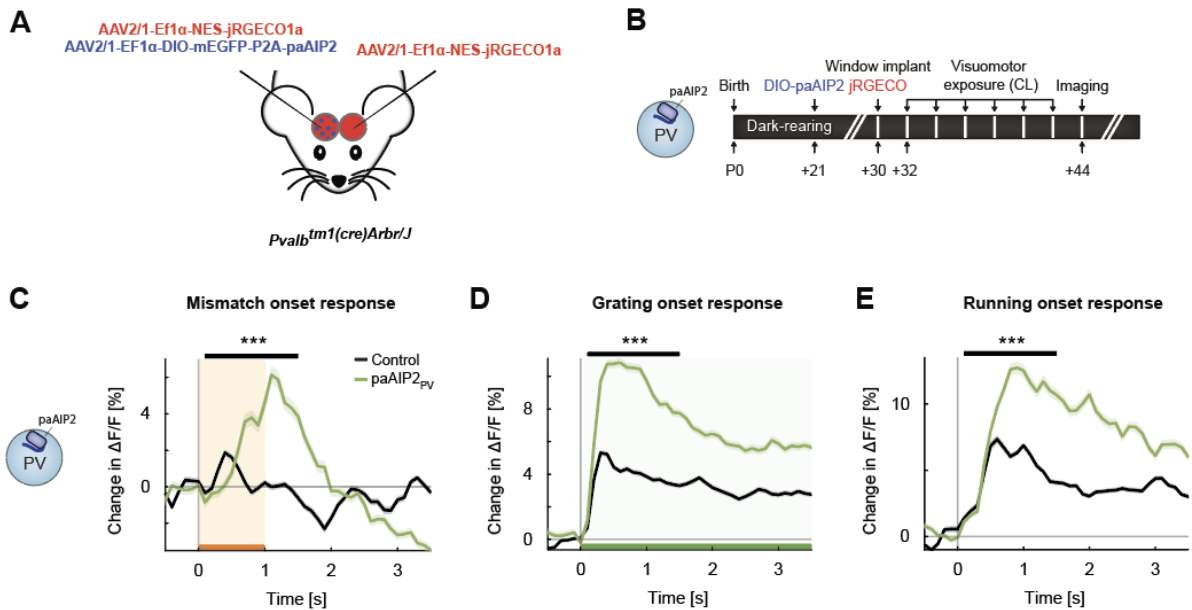 A
AAV2/1-Ef1α-NES-jRGECO1a
AAV2/1-EF1α-DIO-mEGFP-P2A-paAIP2
AAV2/1-Ef1α-NES-jRGECO1a
Pvalb^tm1(cre)Arbr/J
B
paAIP2
PV
Window implant Visuomotor
Birth DIO-paAIP2 jRGECO exposure (CL) Imaging
Dark-rearing
P0 +21 +30 +32 +44
C
Mismatch onset response
***
Control
paAIP2PV
paAIP2
PV
Change in ΔF/F [%]
4
0
0 1 2 3
Time [s]
D
Grating onset response
***
Change in ΔF/F [%]
8
4
0
0 1 2 3
Time [s]
E
Running onset response
***
Change in ΔF/F [%]
10
0
0 1 2 3
Time [s]